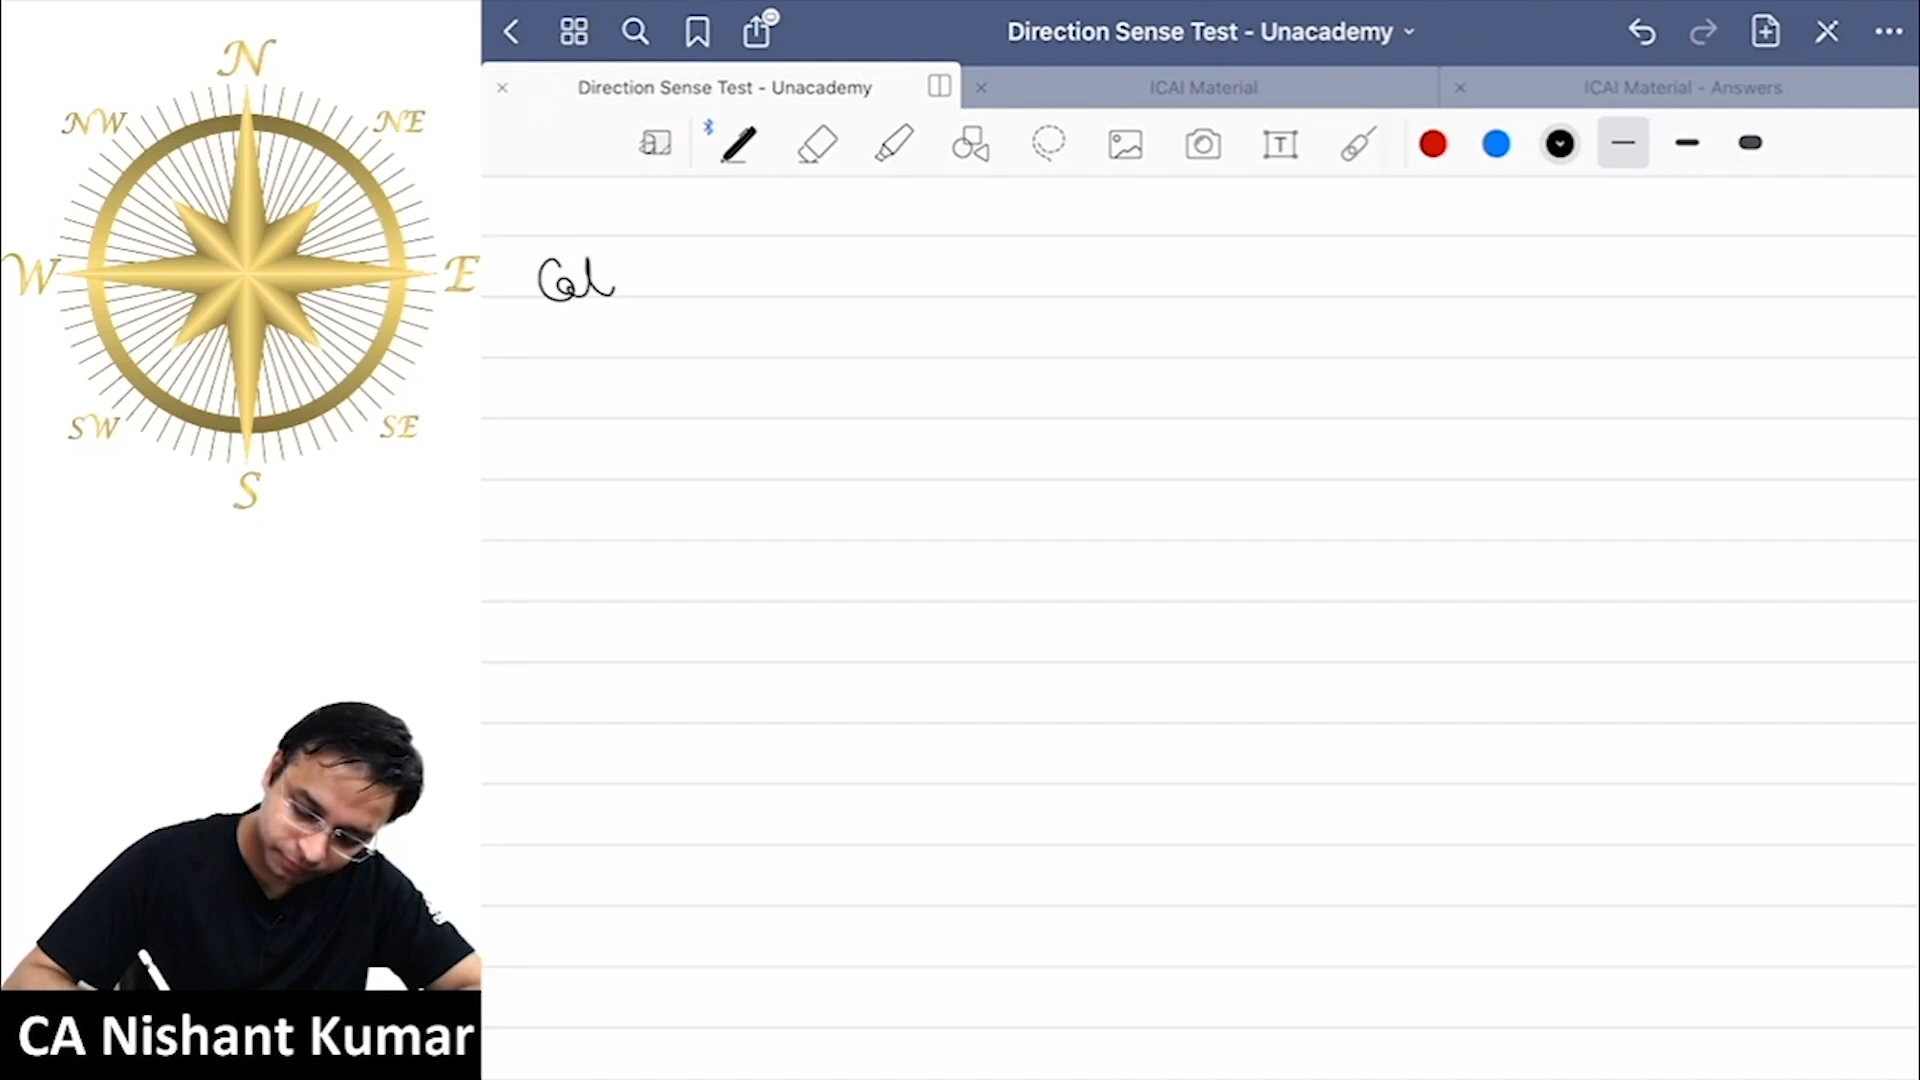 N
NW NE
W E
SW SE
S
CA Nishant Kumar
Direction Sense Test - Unacademy
Direction Sense Test - Unacademy ICAI Material ICAI Material - Answers
T
Cal